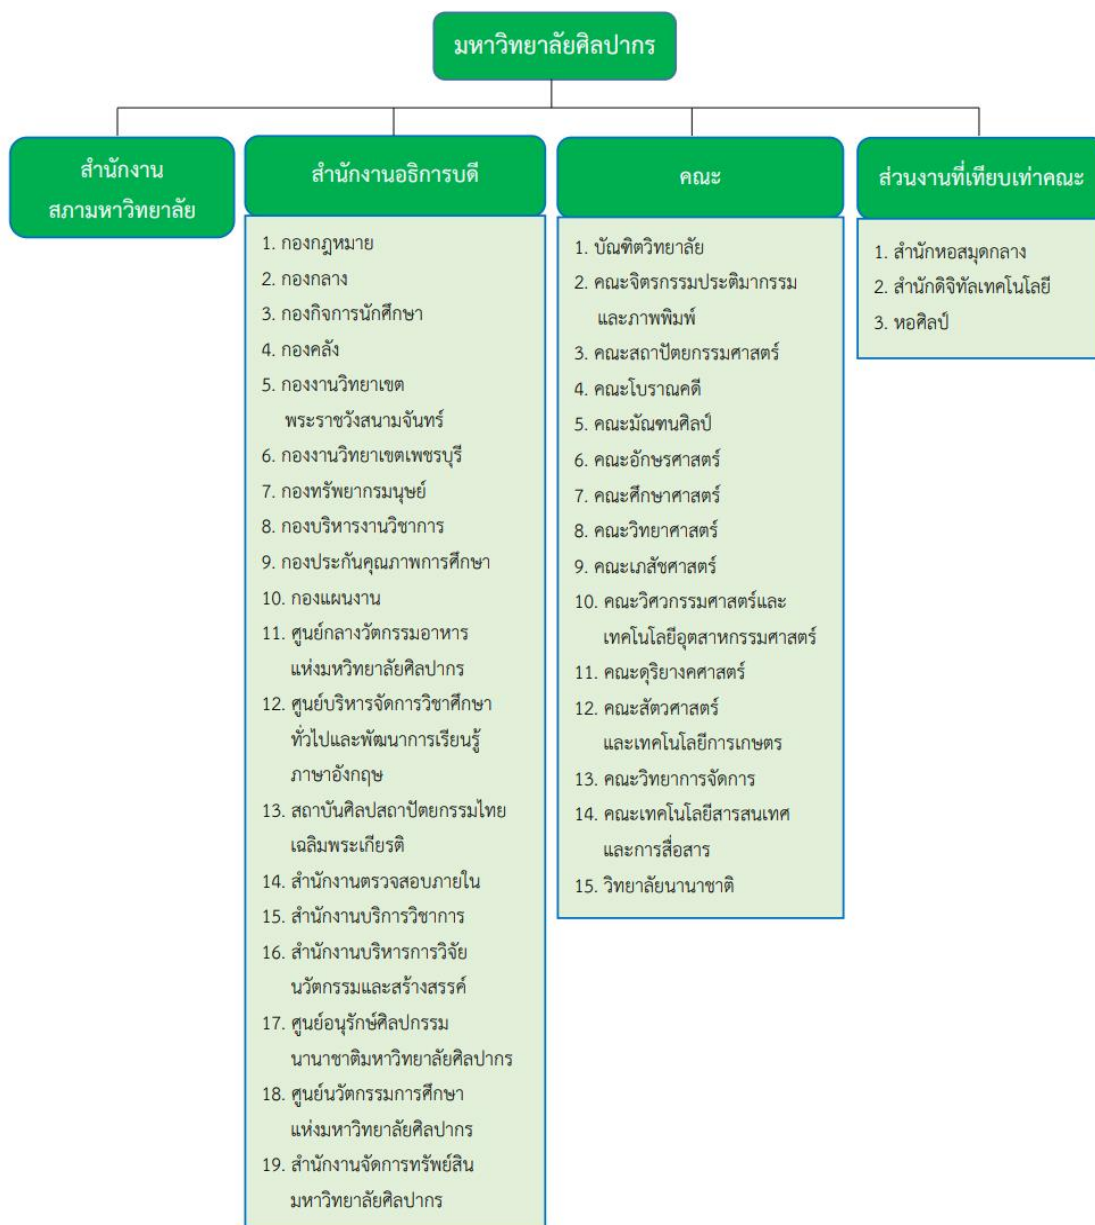 มหาวิทยาลัยศิลปากร
สำนักงาน
สภามหาวิทยาลัย
สำนักงานอธิการบดี
1. กองกฎหมาย
2. กองกลาง
3. กองกิจการนักศึกษา
4. กองคลัง
5. กองงานวิทยาเขต
พระราชวังสนามจันทร์
6. กองงานวิทยาเขตเพชรบุรี
7. กองทรัพยากรมนุษย์
8. กองบริหารงานวิชาการ
9. กองประกันคุณภาพการศึกษา
10. กองแผนงาน
11. ศูนย์กลางวัตกรรมอาหาร
แห่งมหวิทยาลัยศิลปากร
12. ศูนย์บริหารจัดการวิชาศึกษา
ทั่วไปและพัฒนาการเรียนรู้
ภาษาอังกฤษ
13. สถาบันศิลปสถาปัตยกรรมไทย
เฉลิมพระเกียรติ
14. สำนักงานตรวจสอบภายใน
15. สำนักงานบริการวิชาการ
16. สำนักงานบริหารการวิจัย
นวัตกรรมและสร้างสรรค์
17. ศูนย์อนุรักษ์ศิลปกรรม
นานาชาติมหาวิทยาลัยศิลปากร
18. ศูนย์นวัตกรรมการศึกษา
แห่งมหาวิทยาลัยศิลปากร
19. สำนักงานจัดการทรัพย์สิน
มหาวิทยาลัยศิลปากร
คณะ
1. บัณฑิตวิทยาลัย
2. คณะจิตรกรรมประติมากรรม
และภาพพิมพ์
3. คณะสถาปัตยกรรมศาสตร์
4. คณะโบราณคดี
5. คณะมัณฑนศิลป์
6. คณะอักษรศาสตร์
7. คณะศึกษาศาสตร์
8. คณะวิทยาศาสตร์
9. คณะเภสัชศาสตร์
10. คณะวิศวกรรมศาสตร์และ
เทคโนโลยีอุตสาหกรรมศาสตร์
11. คณะดุริยางคศาสตร์
12. คณะสัตวศาสตร์
และเทคโนโลยีการเกษตร
13. คณะวิทยาการจัดการ
14. คณะเทคโนโลยีสารสนเทศ
และการสื่อสาร
15. วิทยาลัยนานาชาติ
ส่วนงานที่เทียบเท่าคณะ
1. สำนักหอสมุดกลาง
2. สำนักดิจิทัลเทคโนโลยี
3. หอศิลป์